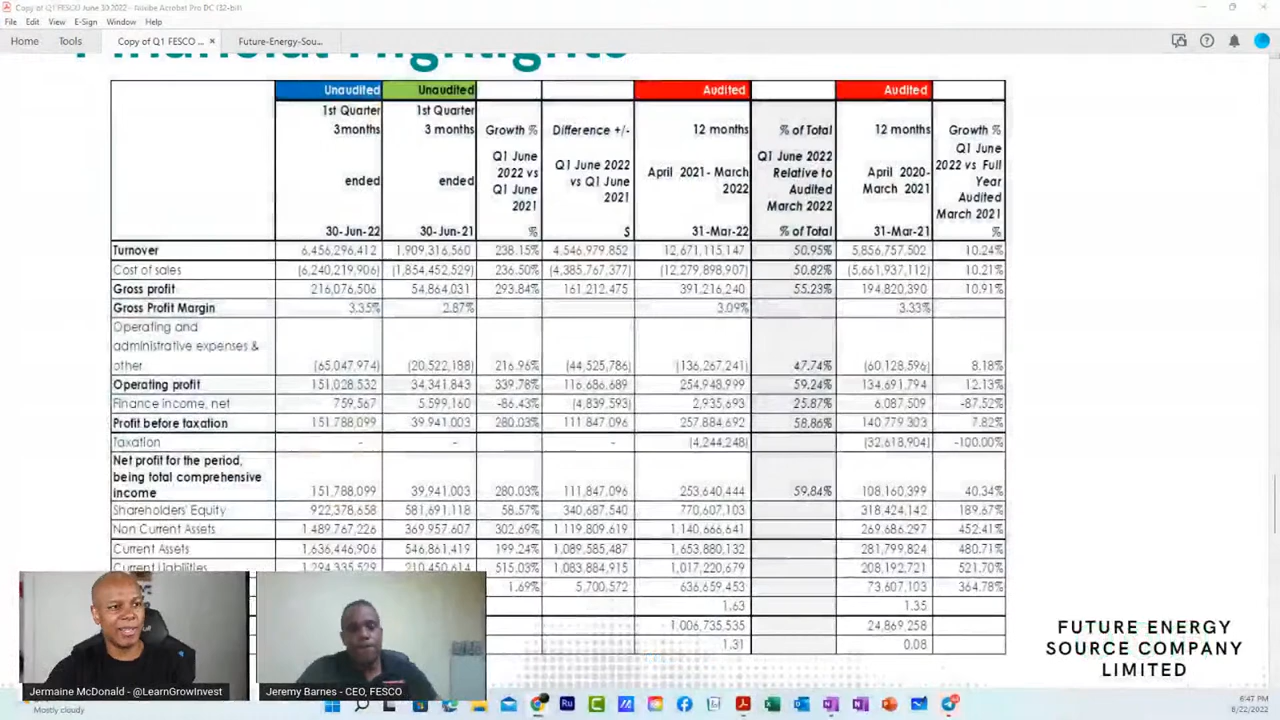 Copy of Q1 FESCO June 30 2022 - Adobe Acrobat Pro DC (32-bit)
File Edit View E-Sign Window Help
Home Tools Copy of Q1 FESCO ... × Future-Energy-Sou...
Financial Highlights
Unaudited Unaudited Audited Audited
1st Quarter 1st Quarter
3months 3 months Growth % Difference +/- 12 months % of Total 12 months Growth %
ended ended Q1 June 2022 vs Q1 June 2021 Q1 June 2022 vs Q1 June 2021 April 2021- March 2022 Q1 June 2022 Relative to Audited March 2022 April 2020- March 2021 Q1 June 2022 vs Full Year Audited March 2021
30-Jun-22 30-Jun-21 % $ 31-Mar-22 % of Total 31-Mar-21 %
Turnover 6,456,296,412 1,909,316,560 238.15% 4,546,979,852 12,671,115,147 50.95% 5,856,757,502 10.24%
Cost of sales (6,240,219,906) (1,854,452,529) 236.50% (4,385,767,377) (12,279,898,907) 50.82% (5,661,937,112) 10.21%
Gross profit 216,076,506 54,864,031 293.84% 161,212,475 391,216,240 55.23% 194,820,390 10.91%
Gross Profit Margin 3.35% 2.87% 3.09% 3.33%
Operating and
administrative expenses &
other (65,047,974) (20,522,188) 216.96% (44,525,786) (136,267,241) 47.74% (60,128,596) 8.18%
Operating profit 151,028,532 34,341,843 339.78% 116,686,689 254,948,999 59.24% 134,691,794 12.13%
Finance income, net 759,567 5,599,160 -86.43% (4,839,593) 2,935,693 25.87% 6,087,509 -87.52%
Profit before taxation 151,788,099 39,941,003 280.03% 111,847,096 257,884,692 58.86% 140,779,303 7.82%
Taxation - - - (4,244,248) (32,618,904) -100.00%
Net profit for the period,
being total comprehensive
income 151,788,099 39,941,003 280.03% 111,847,096 253,640,444 59.84% 108,160,399 40.34%
Shareholders' Equity 922,378,658 581,691,118 58.57% 340,687,540 770,607,103 318,424,142 189.67%
Non Current Assets 1,489,767,226 369,957,607 302.69% 1,119,809,619 1,140,666,641 269,686,297 452.41%
Current Assets 1,636,446,906 546,861,419 199.24% 1,089,585,487 1,653,880,132 281,799,824 480.71%
Current Liabilities 1,294,335,529 210,450,614 515.03% 1,083,884,915 1,017,220,679 208,192,721 521.70%
1.69% 5,700,572 636,659,453 73,607,103 364.78%
1.63 1.35
1,006,735,535 24,869,258
1.31 0.08
FUTURE ENERGY
SOURCE COMPANY
LIMITED
Jermaine McDonald - @LearnGrowInvest
Jeremy Barnes - CEO, FESCO
Mostly cloudy
6:47 PM
8/22/2022